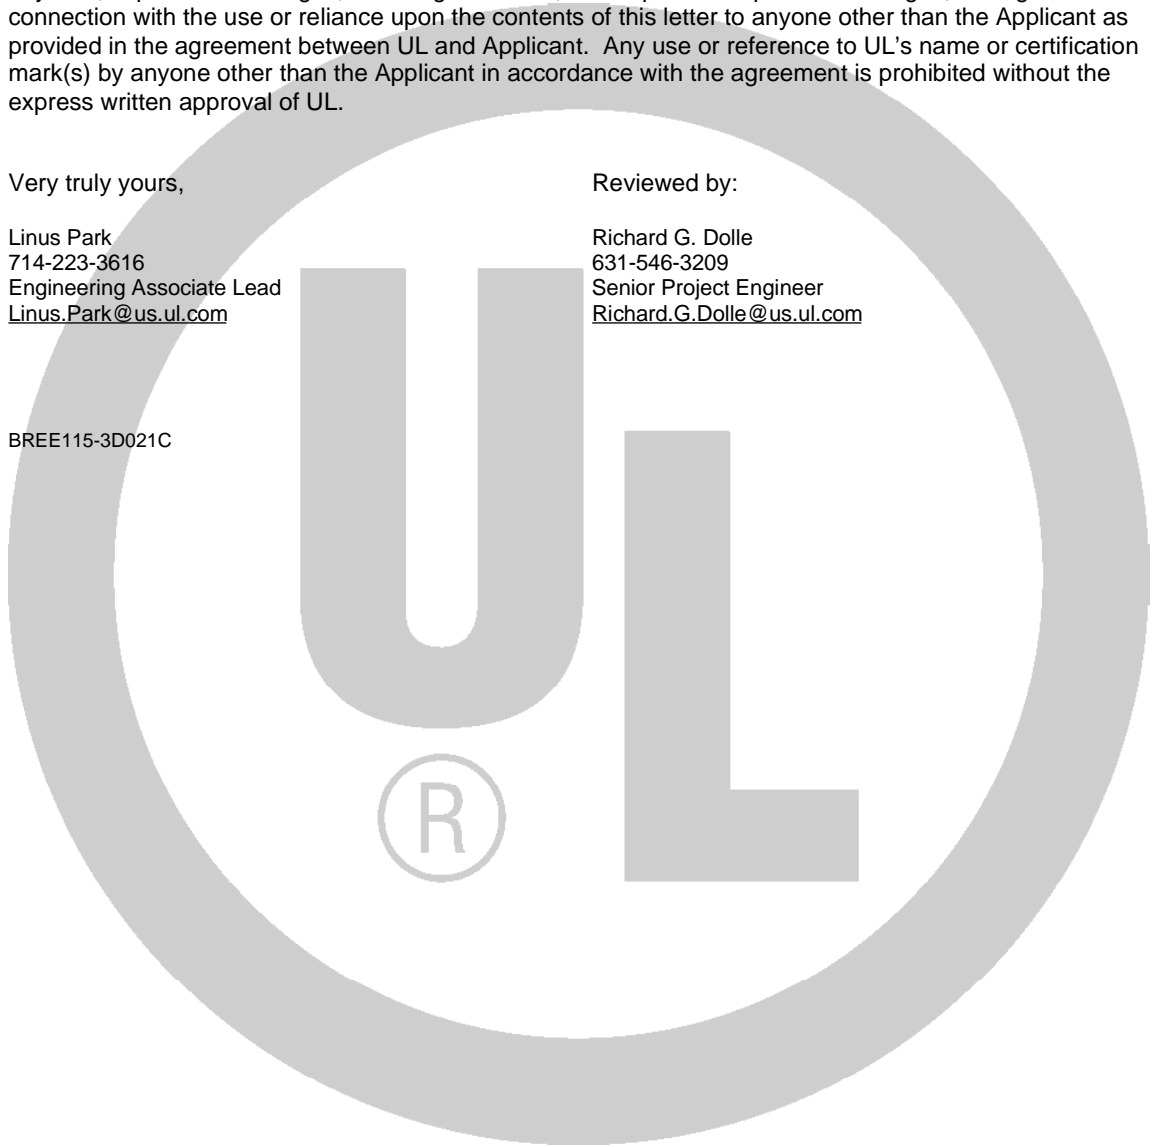 connection with the use or reliance upon the contents of this letter to anyone other than the Applicant as
provided in the agreement between UL and Applicant.  Any use or reference to UL’s name or certification
mark(s) by anyone other than the Applicant in accordance with the agreement is prohibited without the
express written approval of UL.
Very truly yours,
Linus Park
714-223-3616
Engineering Associate Lead
Linus.Park@us.ul.com
Reviewed by:
Richard G. Dolle
631-546-3209
Senior Project Engineer
Richard.G.Dolle@us.ul.com
BREE115-3D021C
UL
®